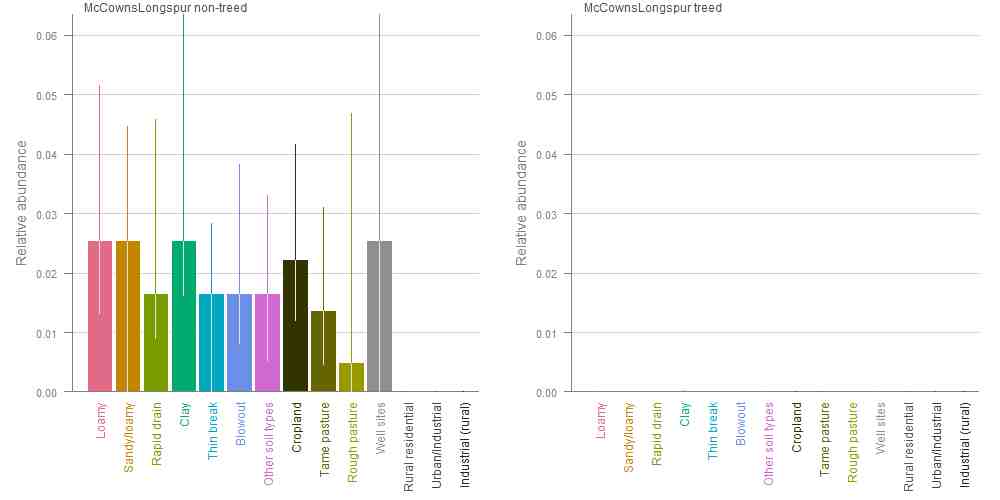 McCownsLongspur non-treed
Relative abundance
0.06
0.05
0.04
0.03
0.02
0.01
0.00
Loamy
Sandy/loamy
Rapid drain
Clay
Thin break
Blowout
Other soil types
Cropland
Tame pasture
Rough pasture
Well sites
Rural residential
Urban/Industrial
Industrial (rural)
McCownsLongspur treed
Relative abundance
0.06
0.05
0.04
0.03
0.02
0.01
0.00
Loamy
Sandy/loamy
Rapid drain
Clay
Thin break
Blowout
Other soil types
Cropland
Tame pasture
Rough pasture
Well sites
Rural residential
Urban/Industrial
Industrial (rural)